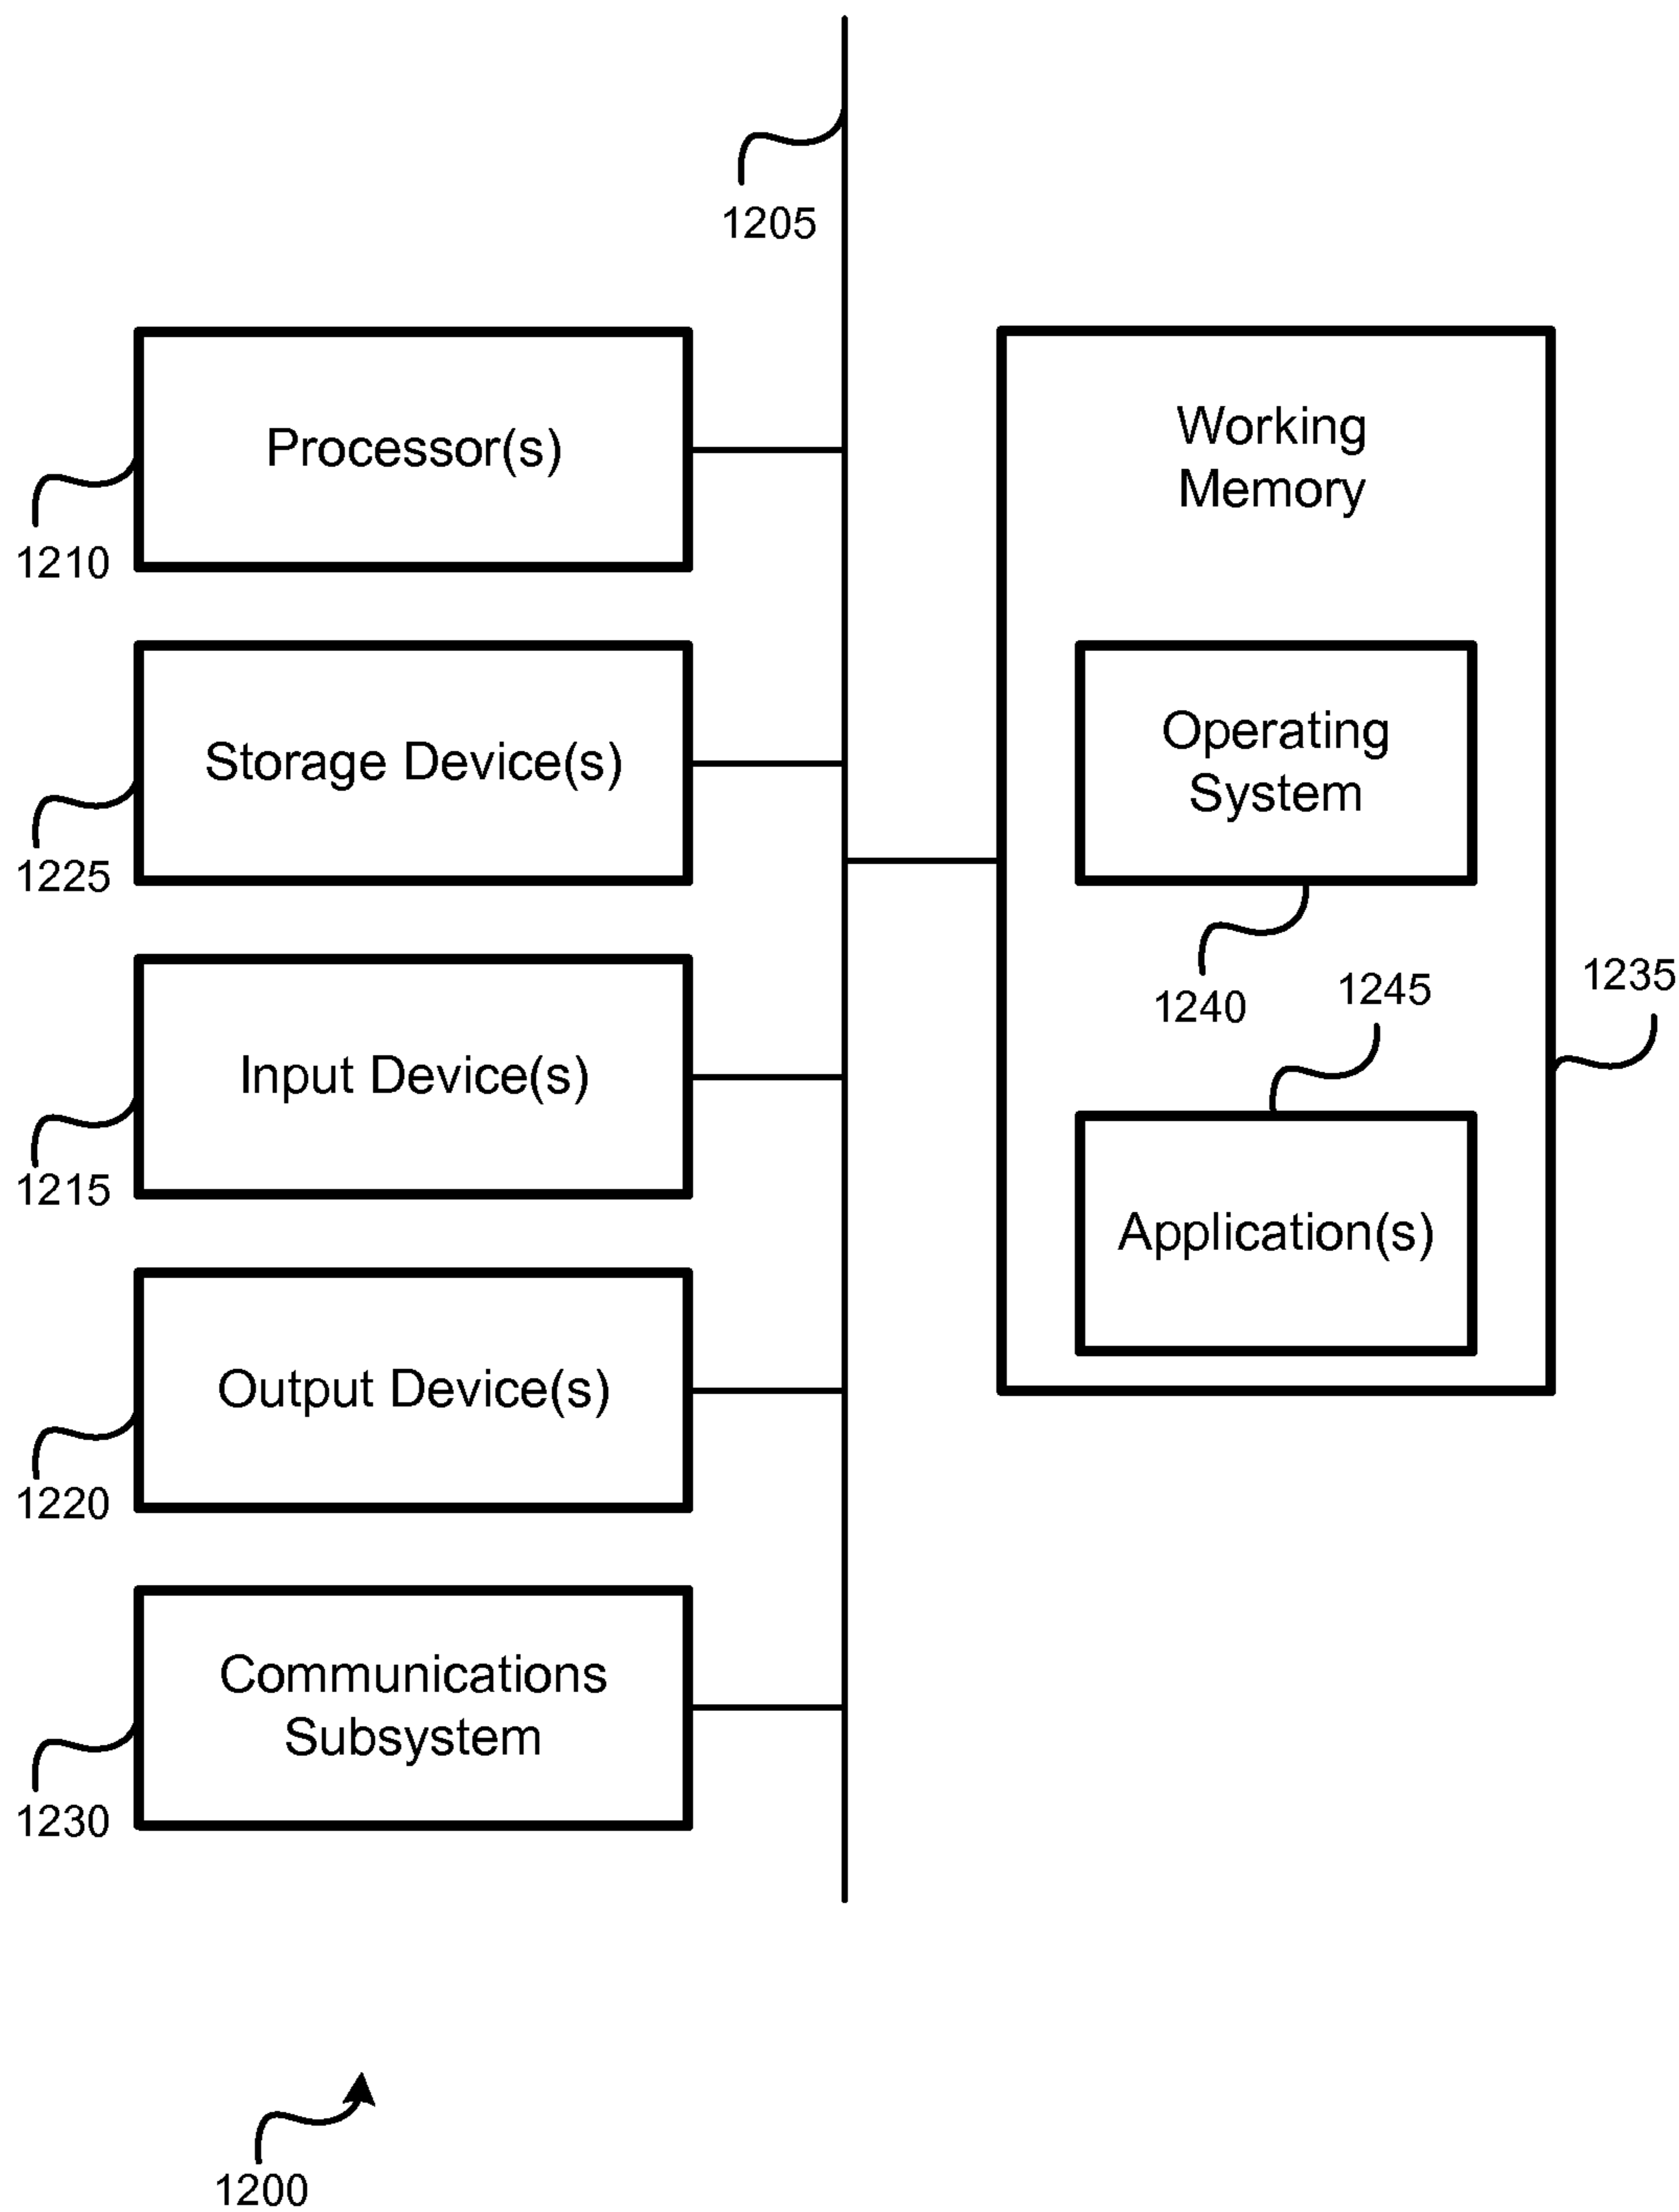 1205
Processor(s)
1210
Storage Device(s)
1225
Input Device(s)
1215
Output Device(s)
1220
Communications
Subsystem
1230
Working
Memory
Operating
System
1240
1245
1235
Application(s)
1200